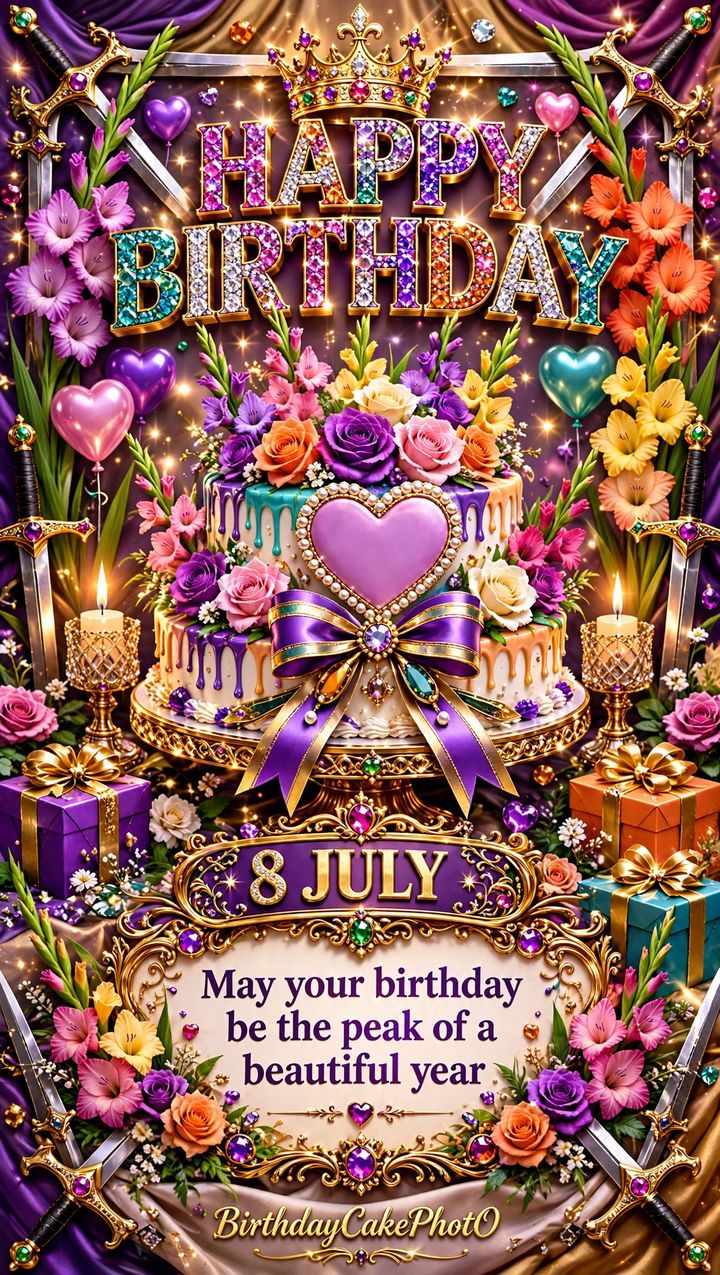 HAPPY
BIRTHDAY
8 JULY
May your birthday
be the peak of a
beautiful year
BirthdayCakePhotO